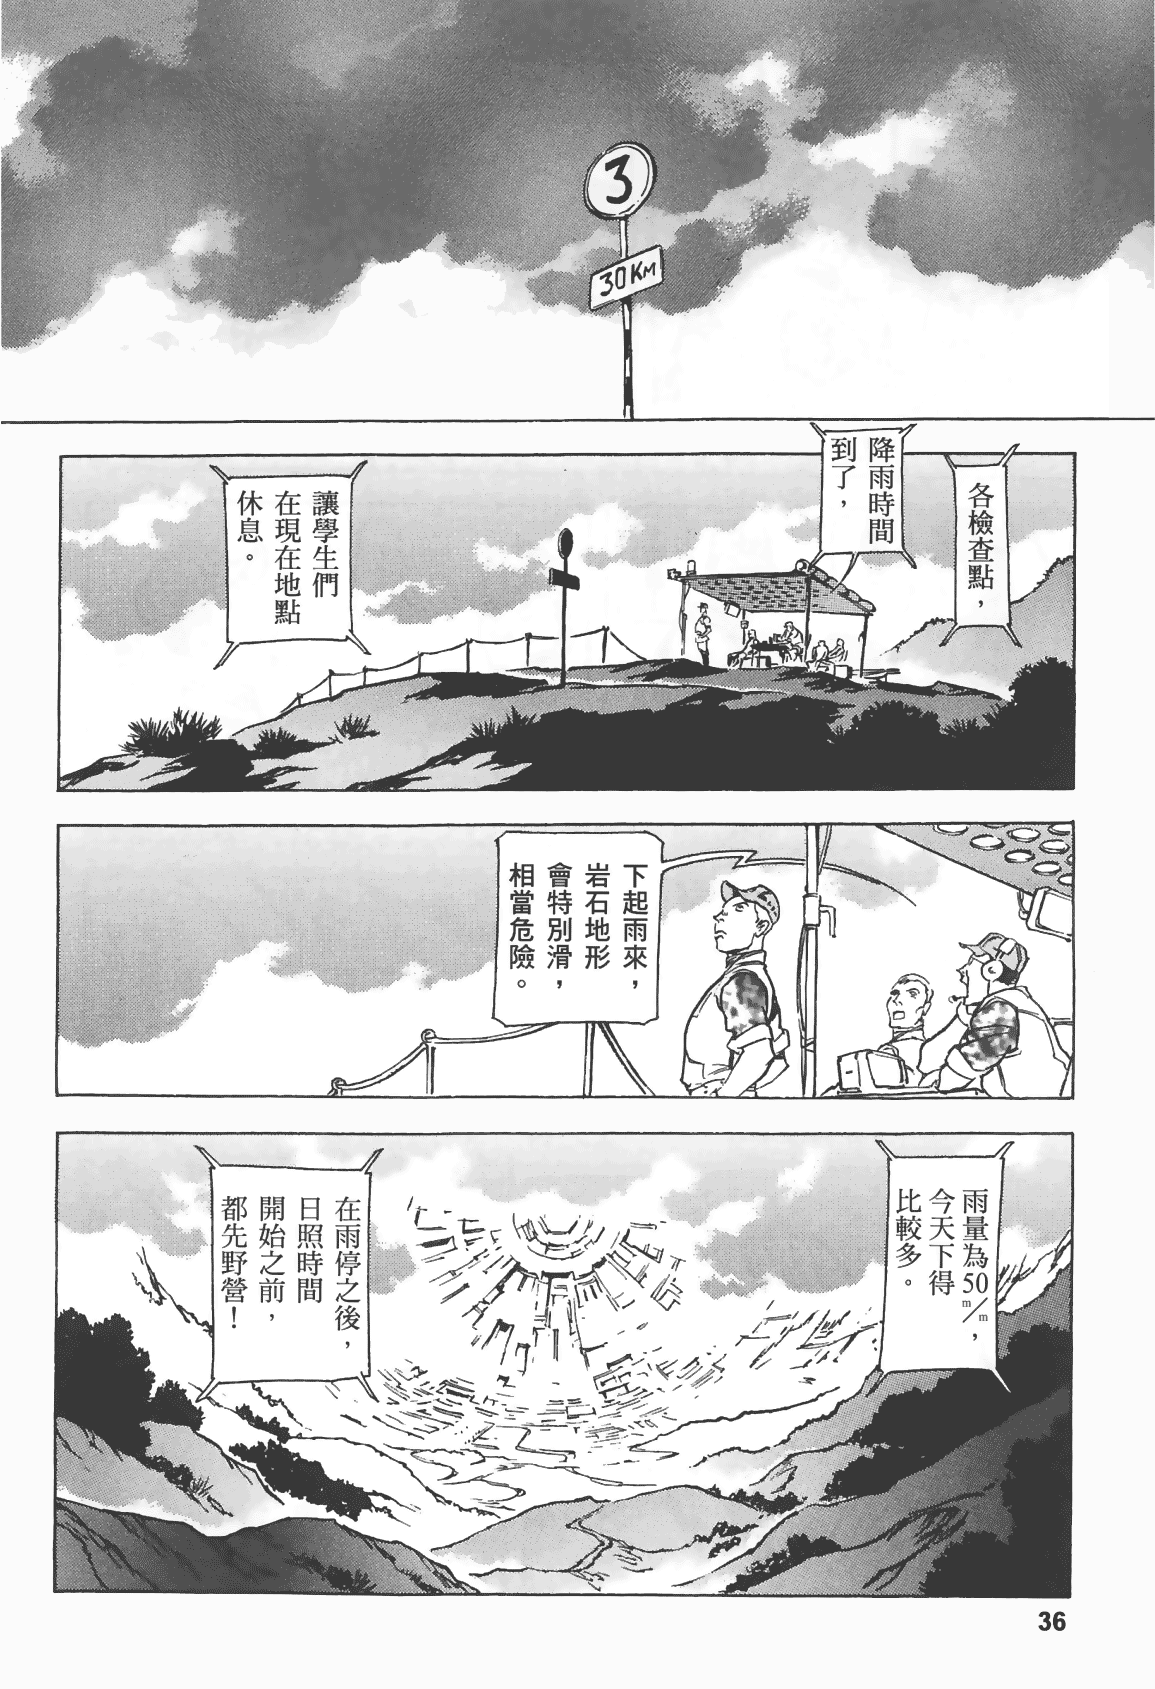 3
30KM
各檢查點，
降雨時間
到了，
讓學生們
在現在地點
休息。
下起雨來，
岩石地形
會特別滑，
相當危險。
雨量為50m/m，
今天下得
比較多。
在雨停之後，
日照時間
開始之前，
都先野營！
36